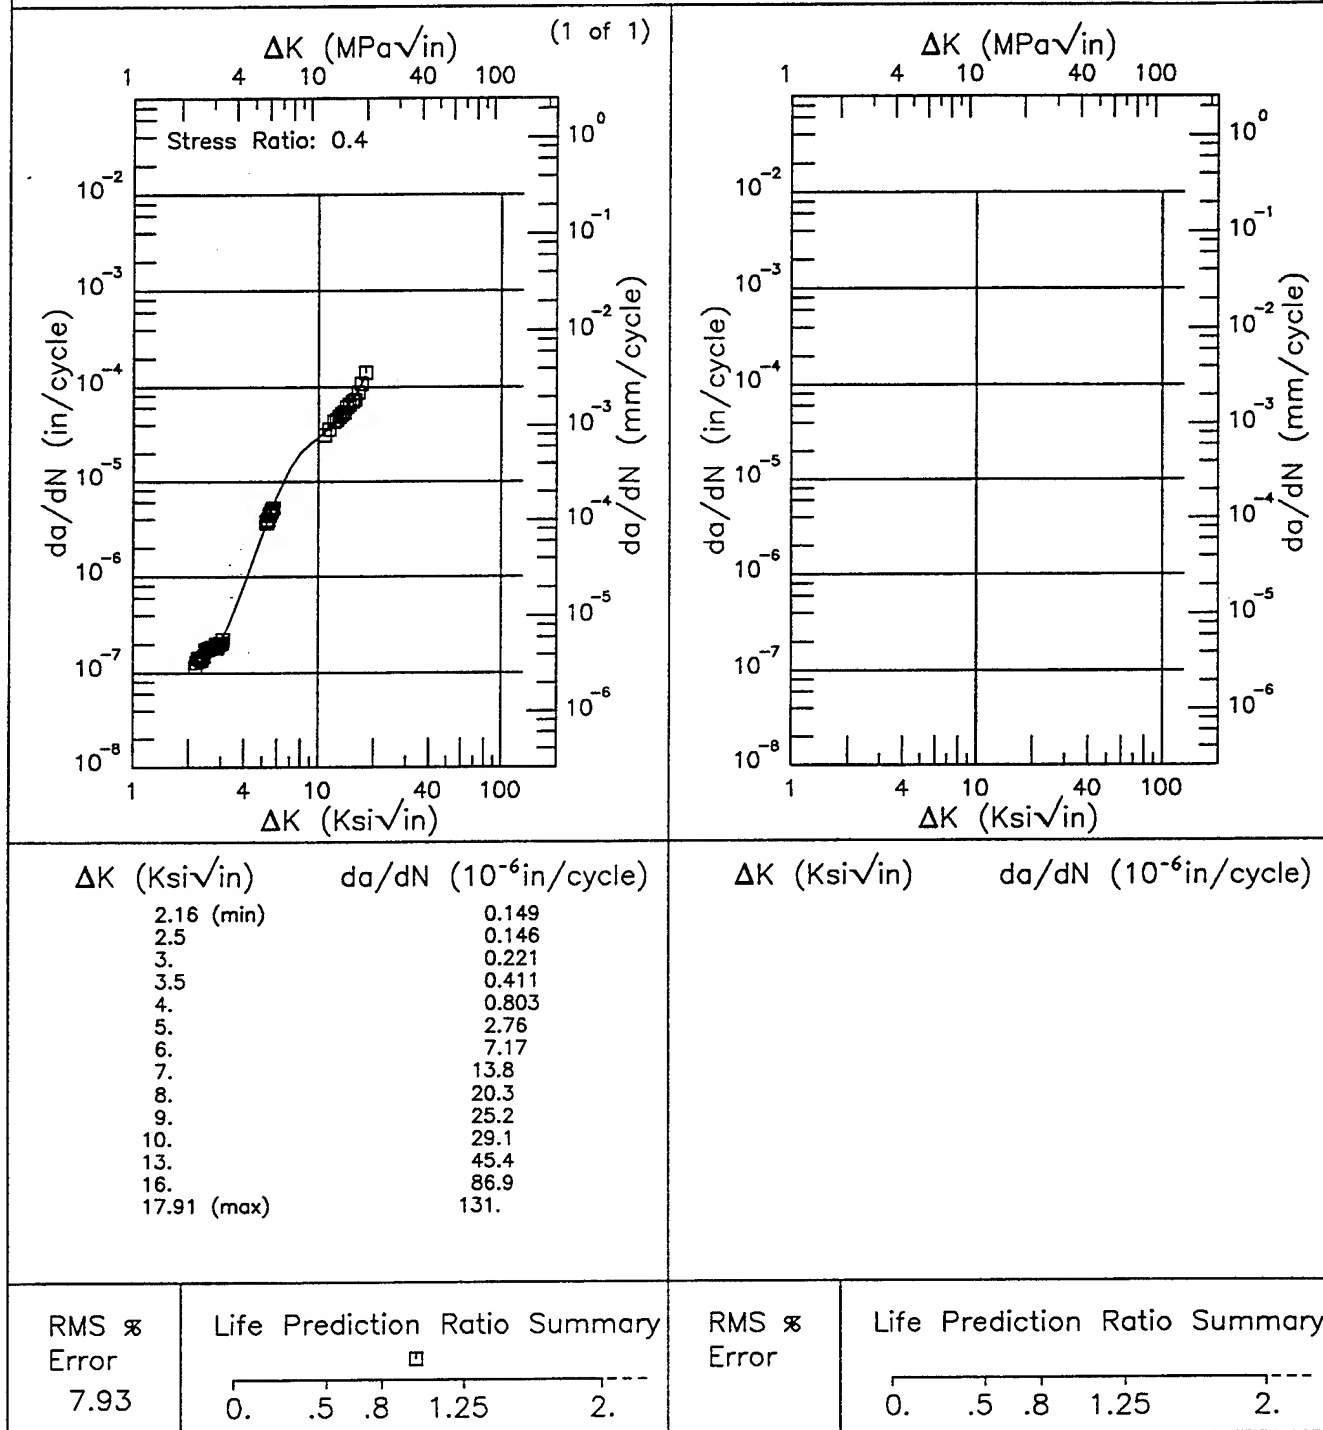 (1 of 1)
ΔK (MPa√in)
1 4 10 40 100
Stress Ratio: 0.4
10⁰
10⁻²
10⁻¹
10⁻³
10⁻²
10⁻⁴
10⁻³
10⁻⁵
10⁻⁴
10⁻⁶
10⁻⁵
10⁻⁷
10⁻⁶
10⁻⁸
da/dN (in/cycle)
da/dN (mm/cycle)
1 4 10 40 100
ΔK (Ksi√in)
ΔK (MPa√in)
1 4 10 40 100
10⁰
10⁻²
10⁻¹
10⁻³
10⁻²
10⁻⁴
10⁻³
10⁻⁵
10⁻⁴
10⁻⁶
10⁻⁵
10⁻⁷
10⁻⁶
10⁻⁸
da/dN (in/cycle)
da/dN (mm/cycle)
1 4 10 40 100
ΔK (Ksi√in)
ΔK (Ksi√in) da/dN (10⁻⁶in/cycle)
2.16 (min) 0.149
2.5 0.146
3. 0.221
3.5 0.411
4. 0.803
5. 2.76
6. 7.17
7. 13.8
8. 20.3
9. 25.2
10. 29.1
13. 45.4
16. 86.9
17.91 (max) 131.
ΔK (Ksi√in) da/dN (10⁻⁶in/cycle)
RMS %
Error
7.93
Life Prediction Ratio Summary
0. .5 .8 1.25 2.
RMS %
Error
Life Prediction Ratio Summary
0. .5 .8 1.25 2.